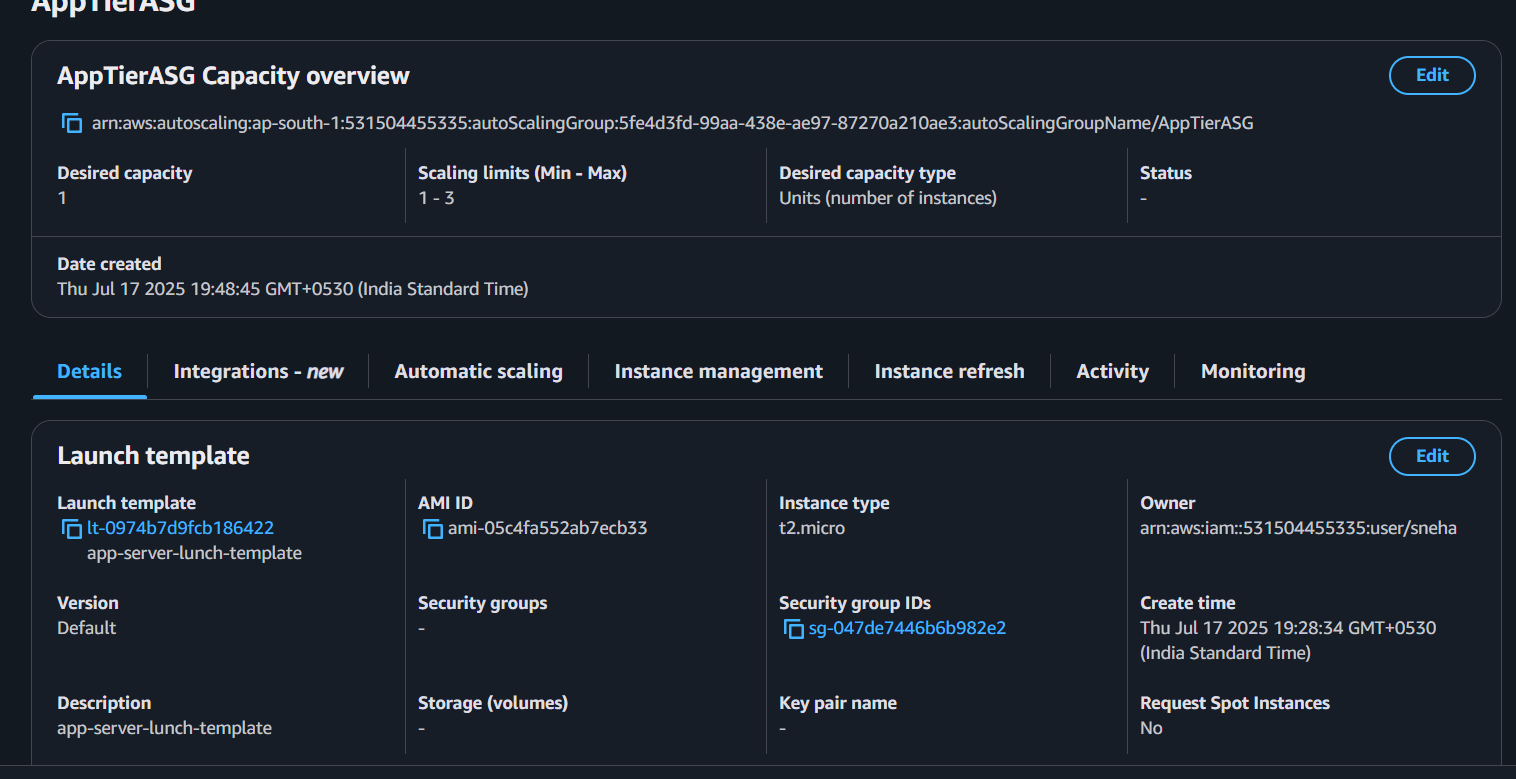 AppTierASG
AppTierASG Capacity overview
Edit
arn:aws:autoscaling:ap-south-1:531504455335:autoScalingGroup:5fe4d3fd-99aa-438e-ae97-87270a210ae3:autoScalingGroupName/AppTierASG
Desired capacity
1
Scaling limits (Min - Max)
1 - 3
Desired capacity type
Units (number of instances)
Status
-
Date created
Thu Jul 17 2025 19:48:45 GMT+0530 (India Standard Time)
Details
Integrations - new
Automatic scaling
Instance management
Instance refresh
Activity
Monitoring
Launch template
Edit
Launch template
lt-0974b7d9fcb186422
app-server-lunch-template
AMI ID
ami-05c4fa552ab7ecb33
Instance type
t2.micro
Owner
arn:aws:iam::531504455335:user/sneha
Version
Default
Security groups
-
Security group IDs
sg-047de7446b6b982e2
Create time
Thu Jul 17 2025 19:28:34 GMT+0530
(India Standard Time)
Description
app-server-lunch-template
Storage (volumes)
-
Key pair name
-
Request Spot Instances
No